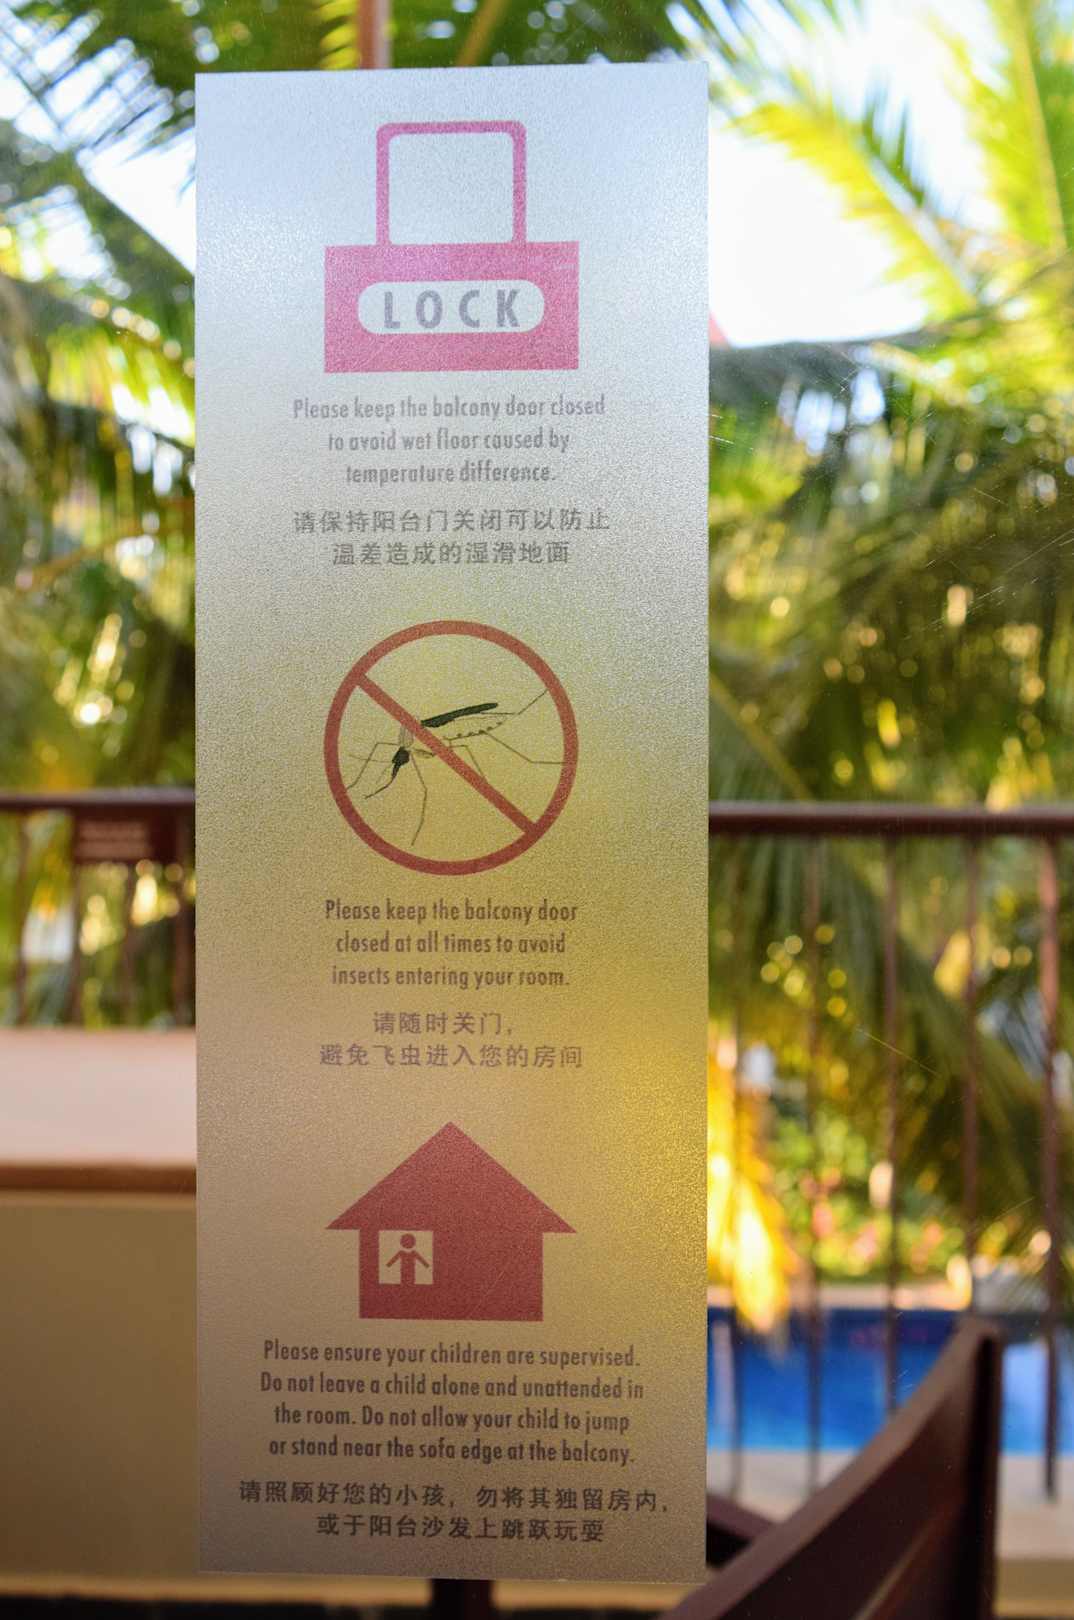 LOCK
Please keep the balcony door closed
to avoid wet floor caused by
temperature difference.
请保持阳台门关闭可以防止
温差造成的湿滑地面
Please keep the balcony door
closed at all times to avoid
insects entering your room.
请随时关门，
避免飞虫进入您的房间
Please ensure your children are supervised.
Do not leave a child alone and unattended in
the room. Do not allow your child to jump
or stand near the sofa edge at the balcony.
请照顾好您的小孩，勿将其独留房内，
或于阳台沙发上跳跃玩耍